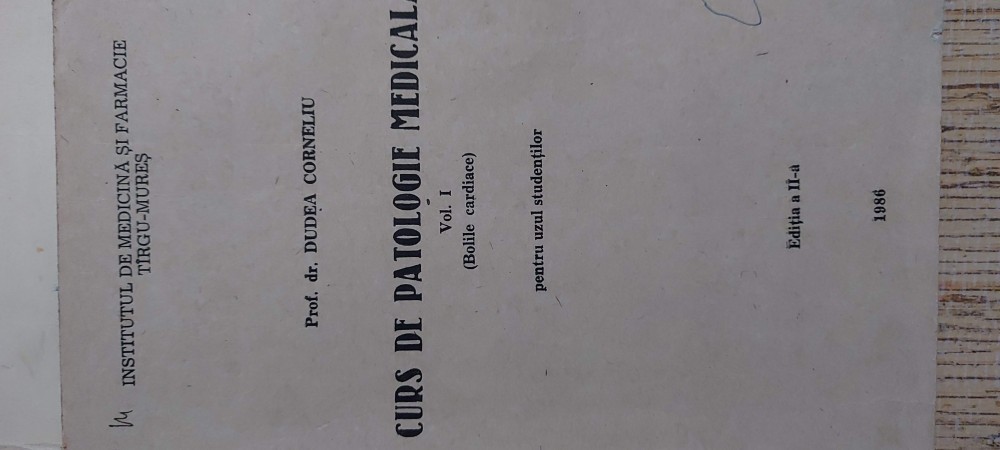 INSTITUTUL DE MEDICINĂ ȘI FARMACIE
TÎRGU-MUREȘ
Prof. dr. DUDEA CORNELIU
CURS DE PATOLOGIE MEDICALĂ
Vol. I
(Bolile cardiace)
pentru uzul studenților
Ediția a II-a
1986